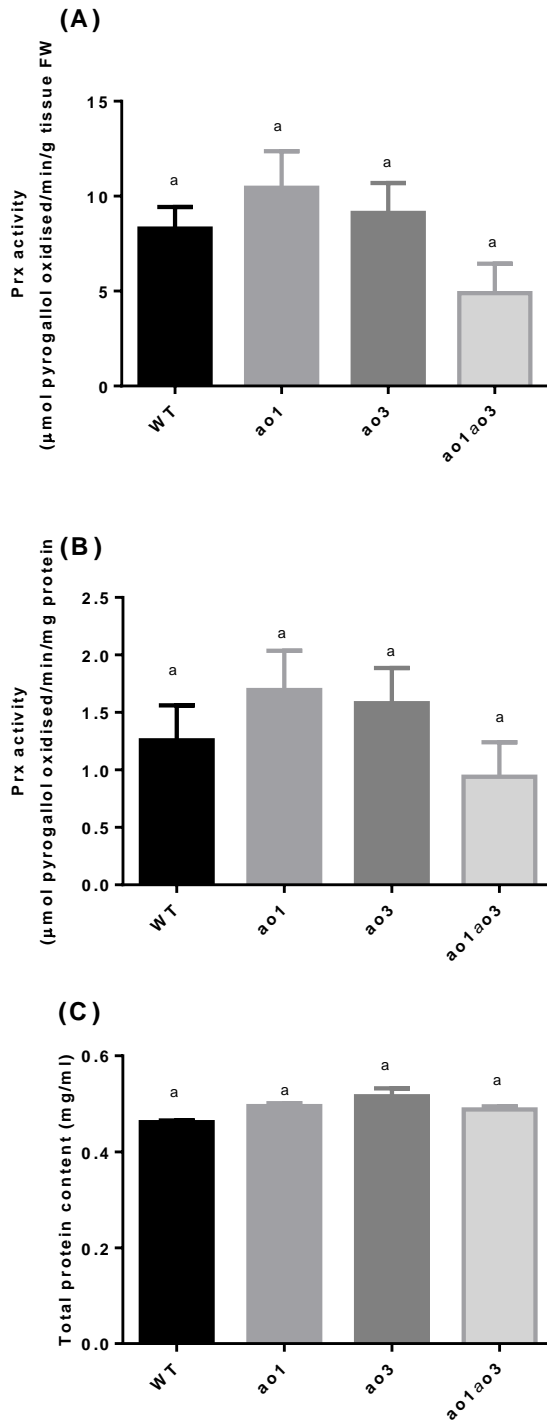 (A)
Prx activity
(µmol pyrogallol oxidised/min/g tissue FW
15
10
5
0
a
a
a
a
WT
ao1
ao3
ao1ao3
(B)
Prx activity
(µmol pyrogallol oxidised/min/mg protein
2.5
2.0
1.5
1.0
0.5
0.0
a
a
a
a
WT
ao1
ao3
ao1ao3
(C)
Total protein content (mg/ml)
0.6
0.4
0.2
0.0
a
a
a
a
WT
ao1
ao3
ao1ao3